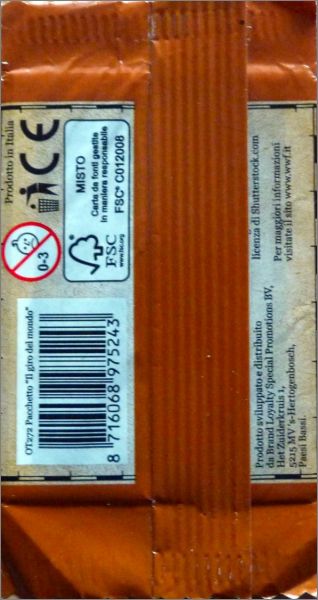 Prodotto in Italia
CE
0-3
MISTO
Carta da fonti gestite
in maniera responsabile
FSC® C012008
FSC
www.fsc.org
OT272 Pacchetto "Il giro del mondo"
8 716068 975243
licenza di Shutterstock.com
Per maggiori informazioni
visitate il sito www.wwf.it
Prodotto sviluppato e distribuito
da Brand Loyalty Special Promotions BV,
Het Zuiderkruis 1,
5215 MV's-Hertogenbosch,
Paesi Bassi.